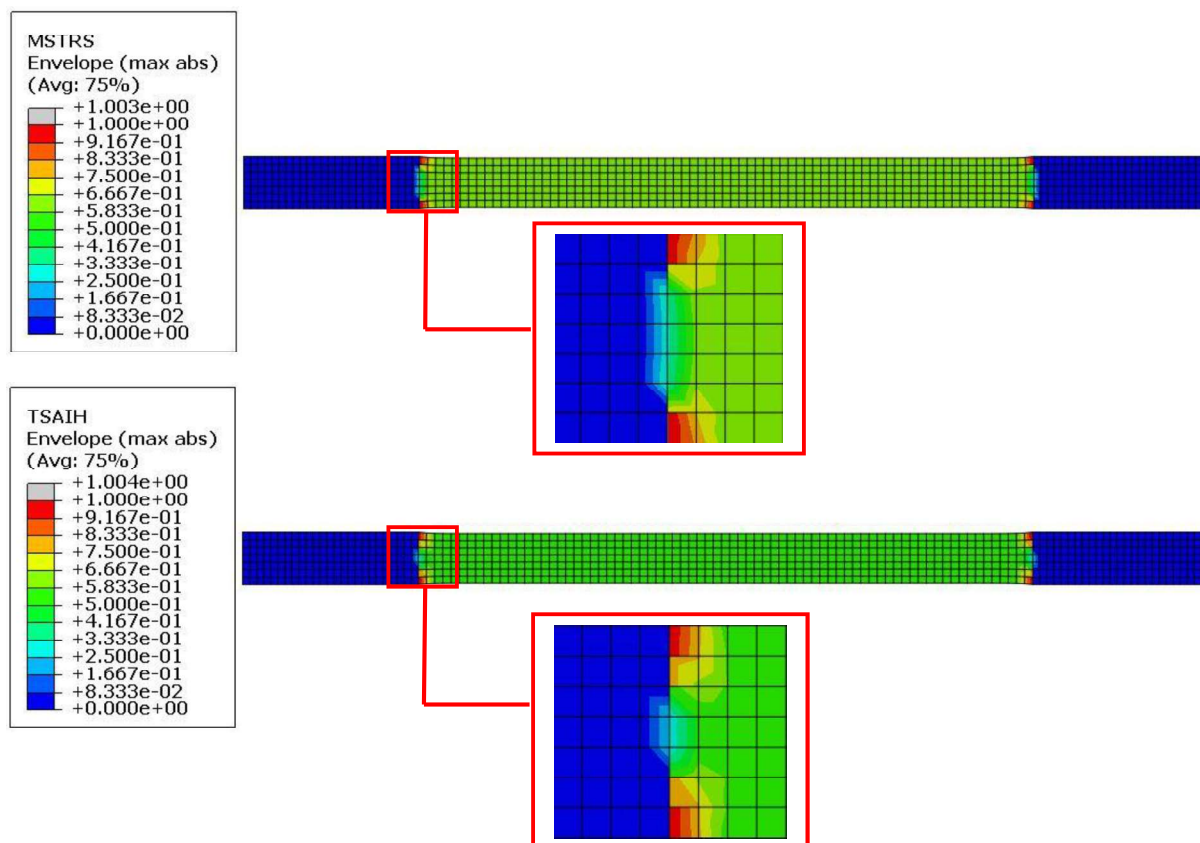 MSTRS
Envelope (max abs)
(Avg: 75%)
+1.003e+00
+1.000e+00
+9.167e-01
+8.333e-01
+7.500e-01
+6.667e-01
+5.833e-01
+5.000e-01
+4.167e-01
+3.333e-01
+2.500e-01
+1.667e-01
+8.333e-02
+0.000e+00
TSAIH
Envelope (max abs)
(Avg: 75%)
+1.004e+00
+1.000e+00
+9.167e-01
+8.333e-01
+7.500e-01
+6.667e-01
+5.833e-01
+5.000e-01
+4.167e-01
+3.333e-01
+2.500e-01
+1.667e-01
+8.333e-02
+0.000e+00